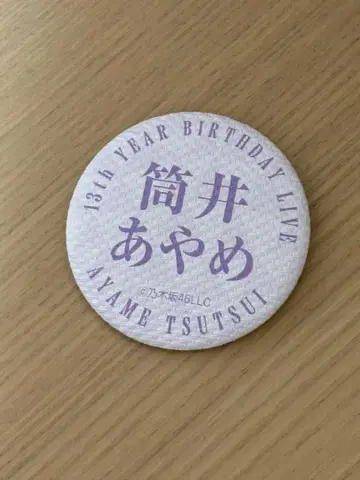 13th YEAR BIRTHDAY LIVE
筒井
あやめ
©乃木坂46LLC
AYAME TSUTSUI